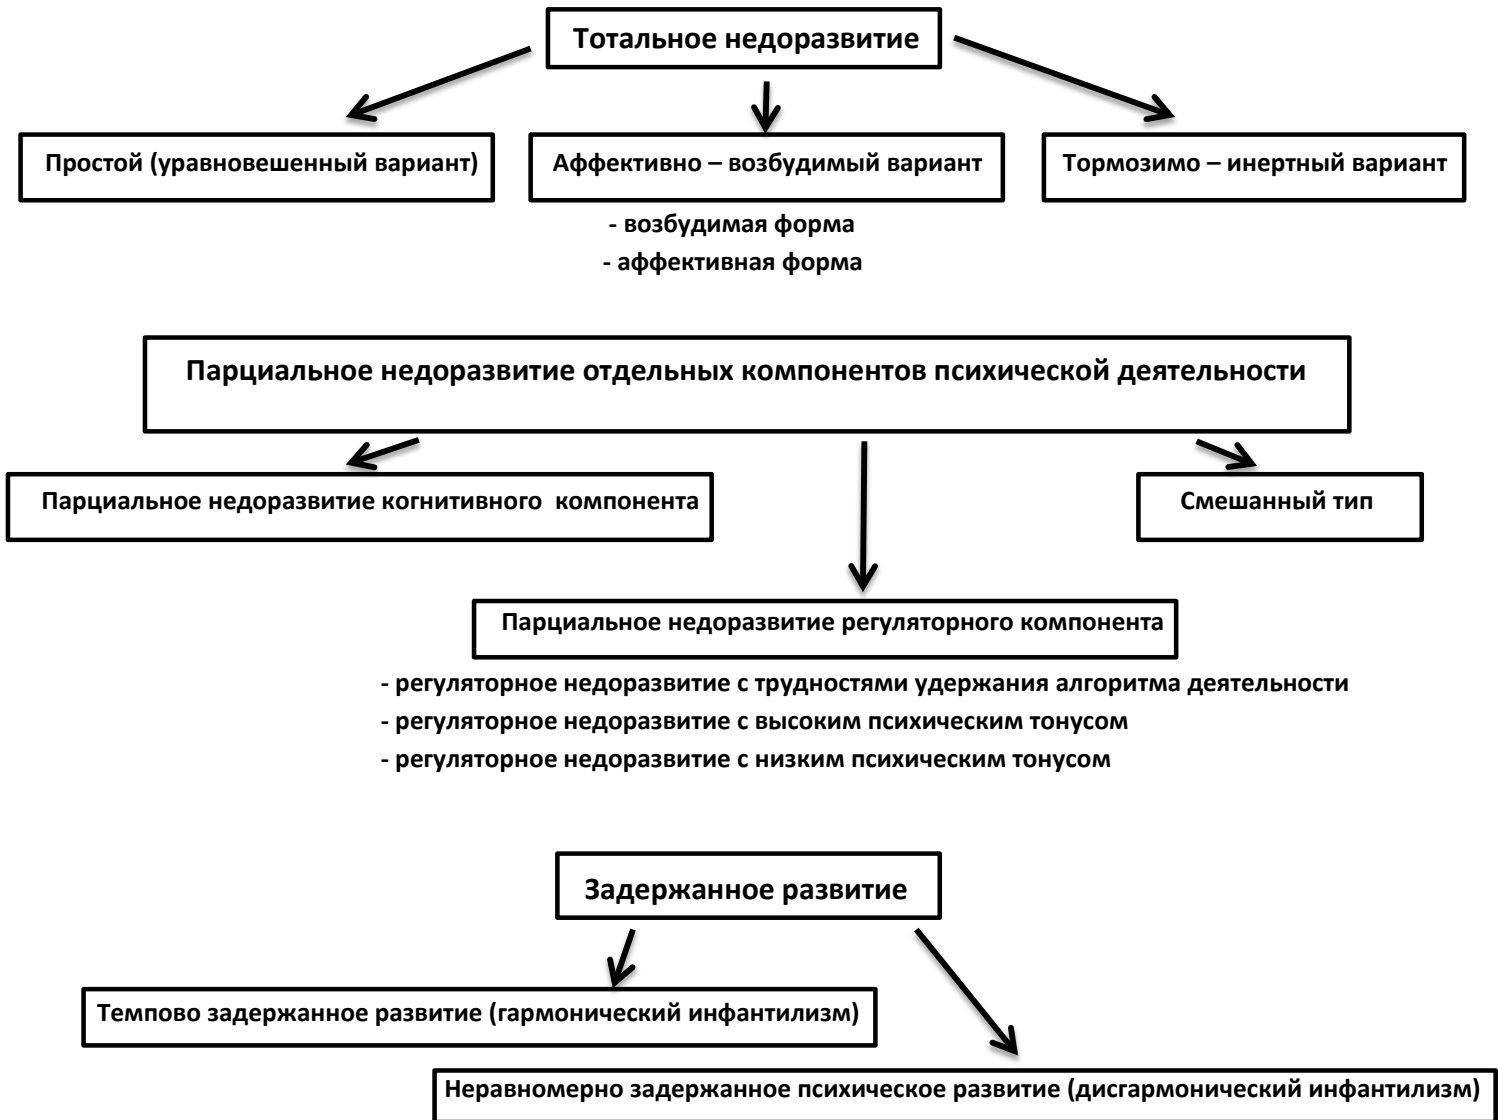 Тотальное недоразвитие
Простой (уравновешенный вариант)
Аффективно – возбудимый вариант
Тормозимо – инертный вариант
- возбудимая форма
- аффективная форма
Парциальное недоразвитие отдельных компонентов психической деятельности
Парциальное недоразвитие когнитивного компонента
Смешанный тип
Парциальное недоразвитие регуляторного компонента
- регуляторное недоразвитие с трудностями удержания алгоритма деятельности
- регуляторное недоразвитие с высоким психическим тонусом
- регуляторное недоразвитие с низким психическим тонусом
Задержанное развитие
Темпово задержанное развитие (гармонический инфантилизм)
Неравномерно задержанное психическое развитие (дисгармонический инфантилизм)